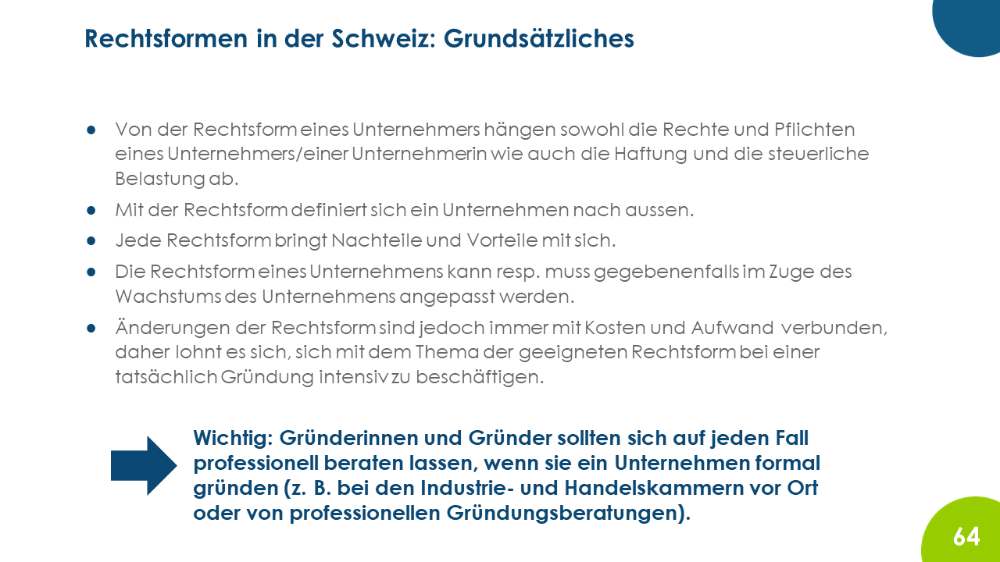 Rechtsformen in der Schweiz: Grundsätzliches
● Von der Rechtsform eines Unternehmers hängen sowohl die Rechte und Pflichten
eines Unternehmers/einer Unternehmerin wie auch die Haftung und die steuerliche
Belastung ab.
● Mit der Rechtsform definiert sich ein Unternehmen nach aussen.
● Jede Rechtsform bringt Nachteile und Vorteile mit sich.
● Die Rechtsform eines Unternehmens kann resp. muss gegebenenfalls im Zuge des
Wachstums des Unternehmens angepasst werden.
● Änderungen der Rechtsform sind jedoch immer mit Kosten und Aufwand verbunden,
daher lohnt es sich, sich mit dem Thema der geeigneten Rechtsform bei einer
tatsächlich Gründung intensiv zu beschäftigen.
Wichtig: Gründerinnen und Gründer sollten sich auf jeden Fall
professionell beraten lassen, wenn sie ein Unternehmen formal
gründen (z. B. bei den Industrie- und Handelskammern vor Ort
oder von professionellen Gründungsberatungen).
64